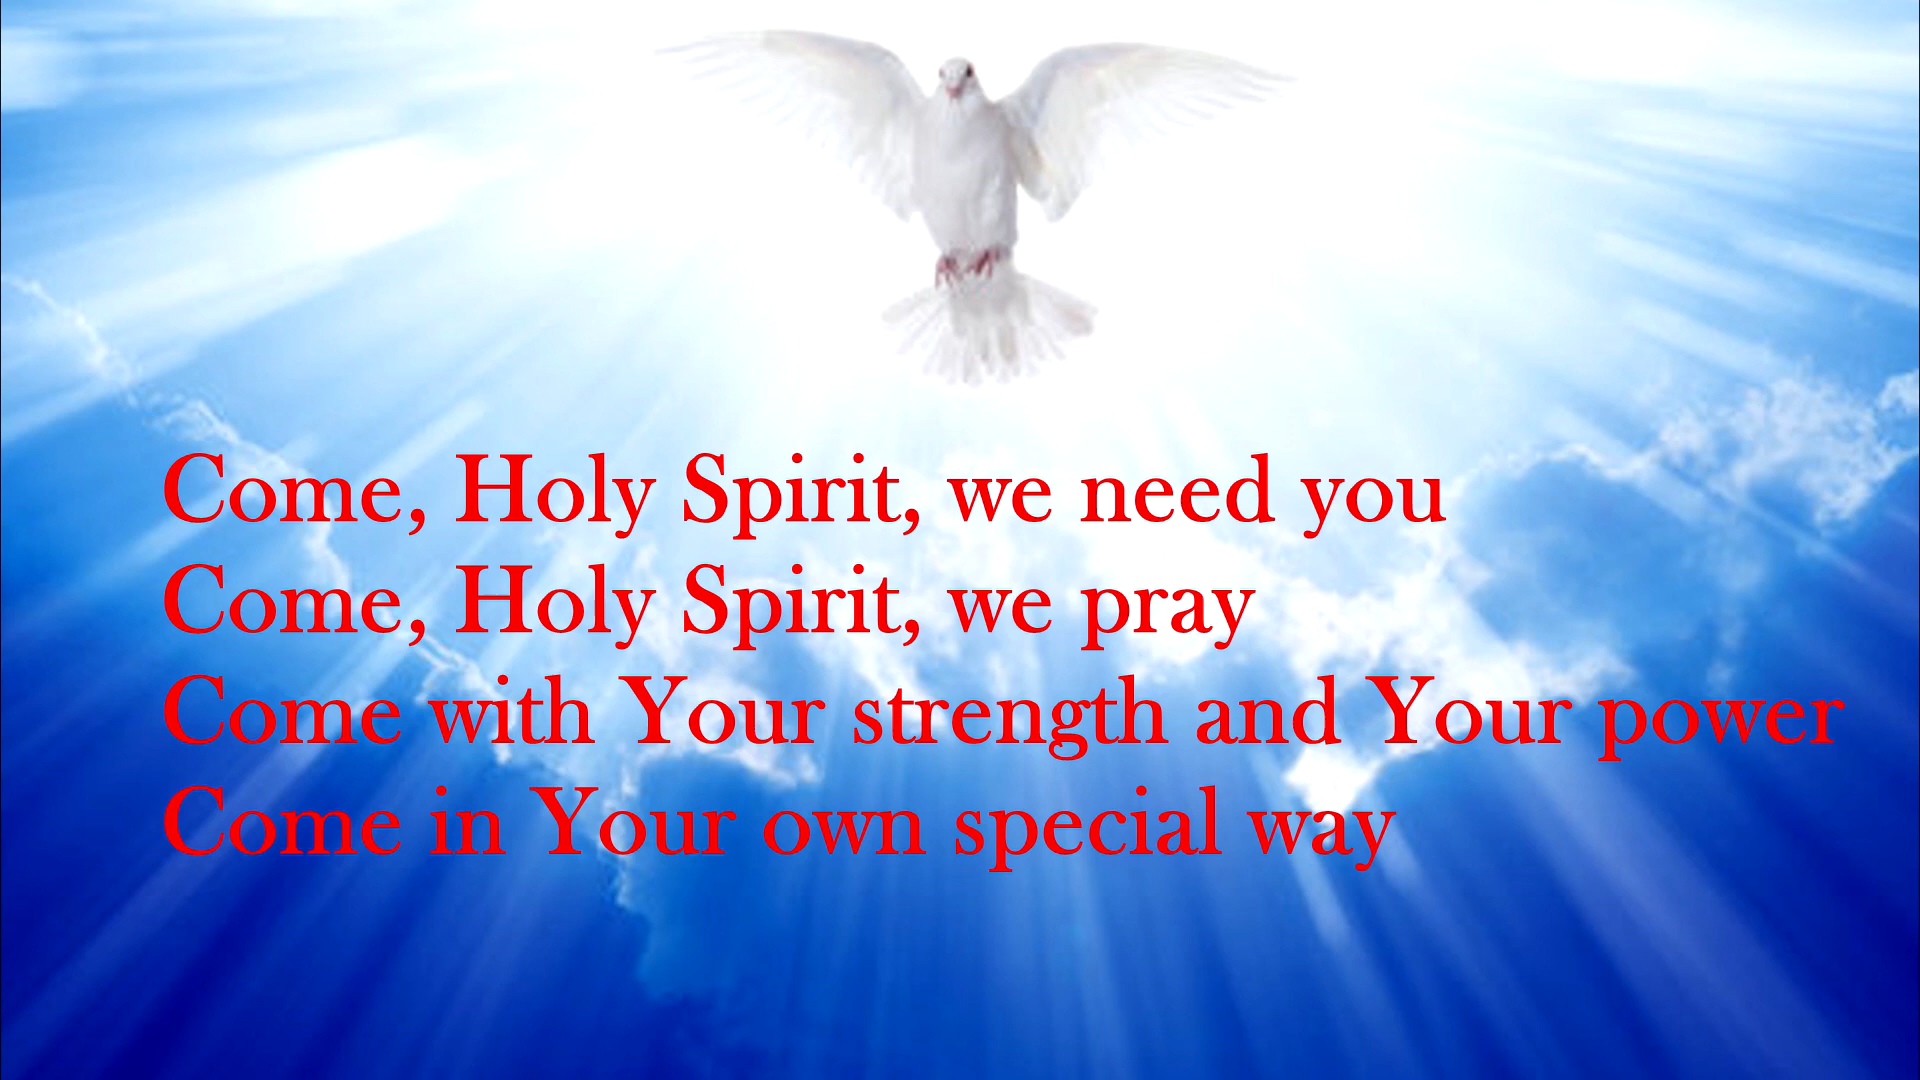 Come, Holy Spirit, we need you
Come, Holy Spirit, we pray
Come with Your strength and Your power
Come in Your own special way